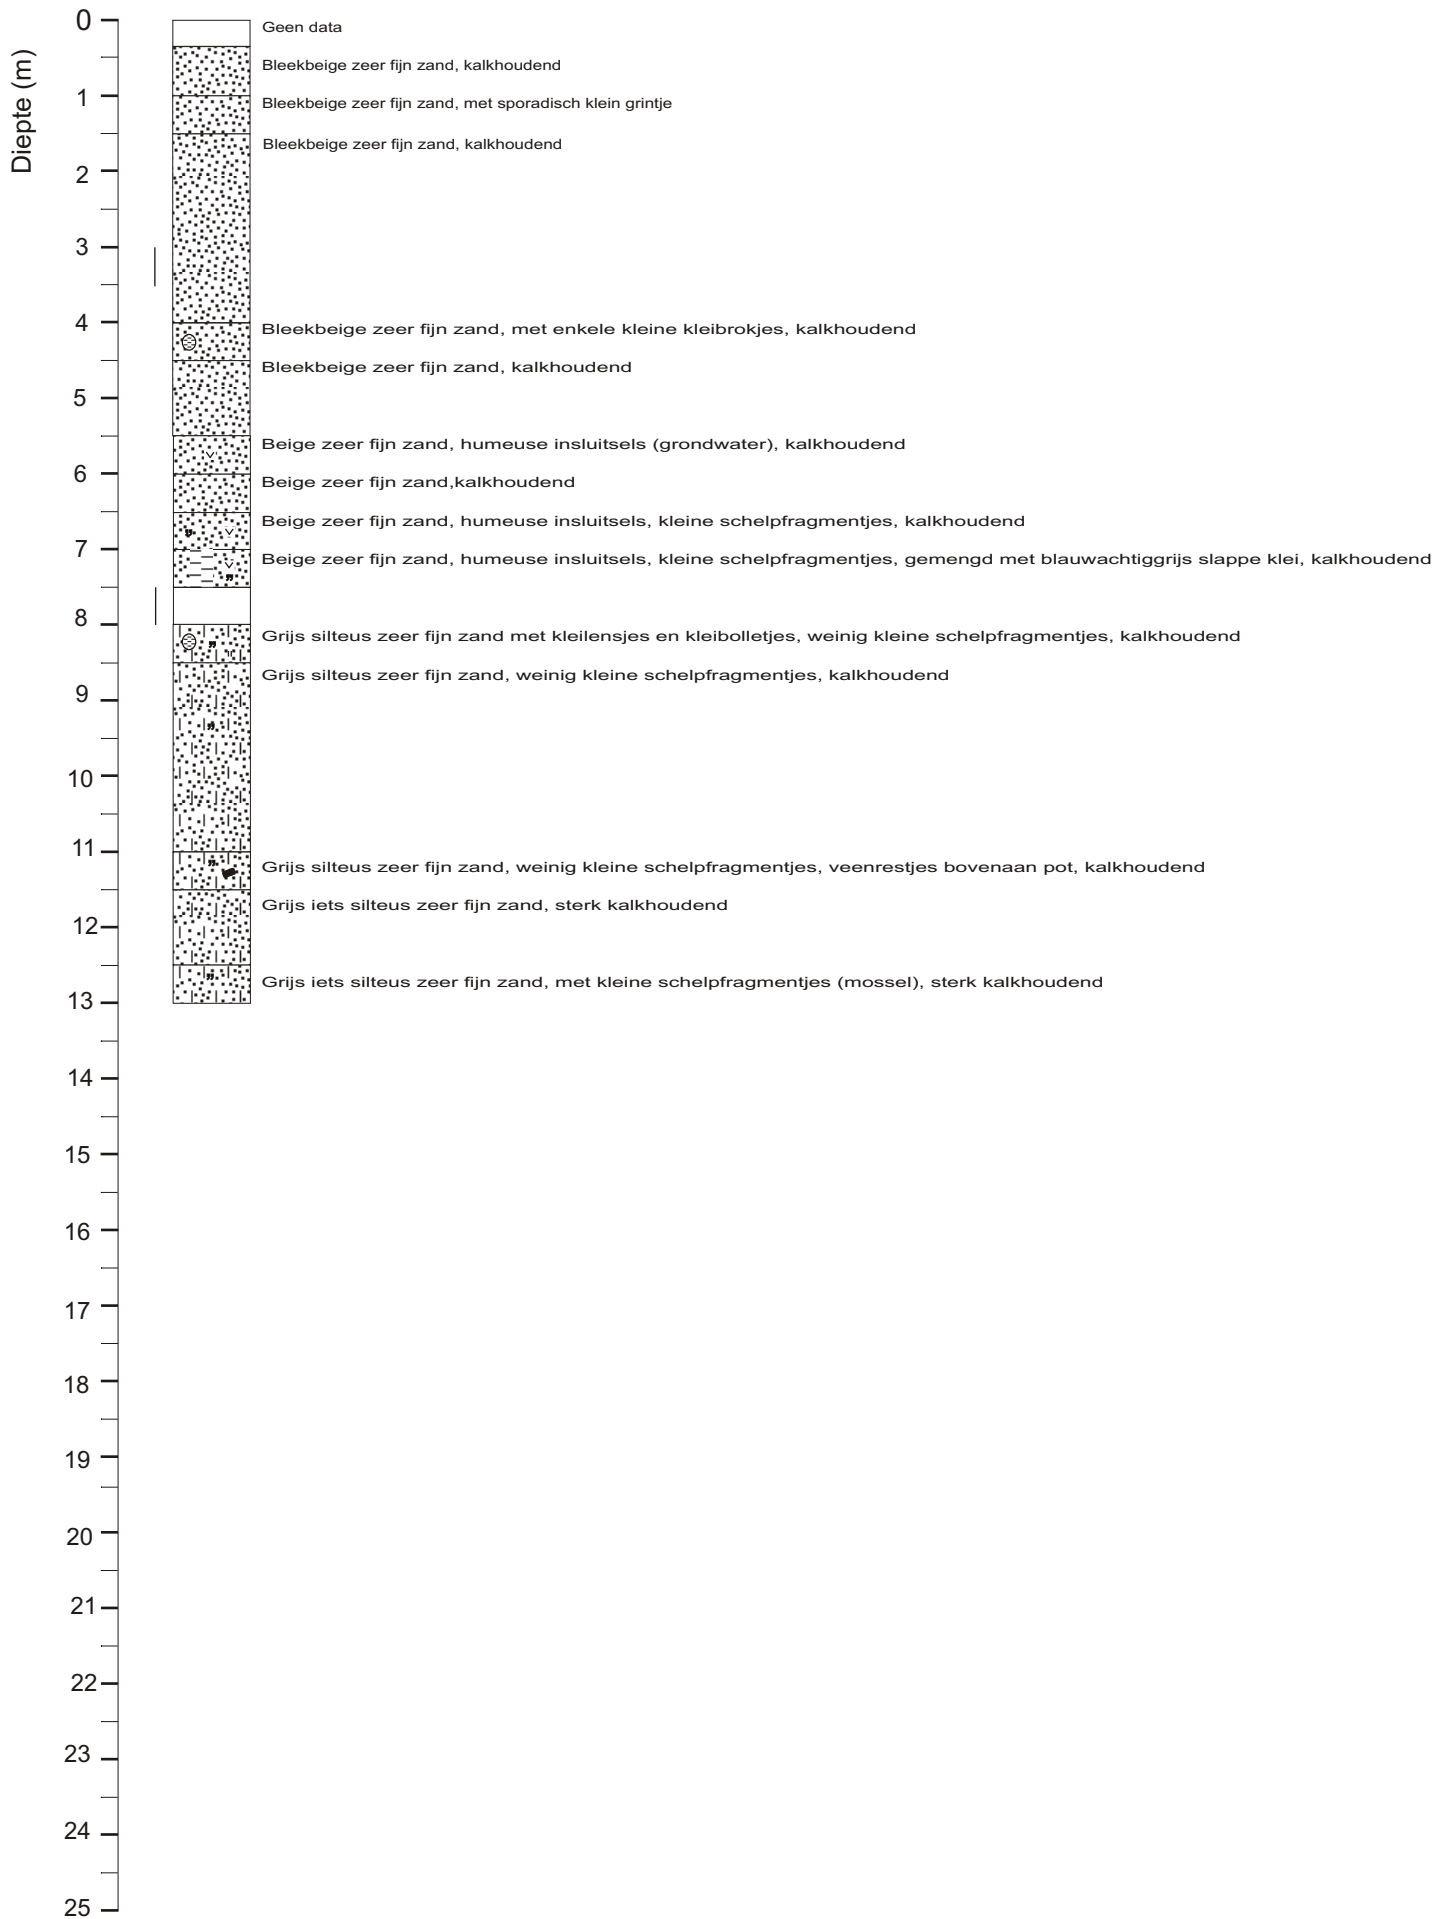 Diepte (m)
0
Geen data
Bleekbeige zeer fijn zand, kalkhoudend
1
Bleekbeige zeer fijn zand, met sporadisch klein grintje
Bleekbeige zeer fijn zand, kalkhoudend
2
3
4
Bleekbeige zeer fijn zand, met enkele kleine kleibrokjes, kalkhoudend
Bleekbeige zeer fijn zand, kalkhoudend
5
Beige zeer fijn zand, humeuse insluitsels (grondwater), kalkhoudend
6
Beige zeer fijn zand,kalkhoudend
Beige zeer fijn zand, humeuse insluitsels, kleine schelpfragmentjes, kalkhoudend
7
Beige zeer fijn zand, humeuse insluitsels, kleine schelpfragmentjes, gemengd met blauwachtiggrijs slappe klei, kalkhoudend
8
Grijs silteus zeer fijn zand met kleilensjes en kleibolletjes, weinig kleine schelpfragmentjes, kalkhoudend
Grijs silteus zeer fijn zand, weinig kleine schelpfragmentjes, kalkhoudend
9
10
11
Grijs silteus zeer fijn zand, weinig kleine schelpfragmentjes, veenrestjes bovenaan pot, kalkhoudend
Grijs iets silteus zeer fijn zand, sterk kalkhoudend
12
Grijs iets silteus zeer fijn zand, met kleine schelpfragmentjes (mossel), sterk kalkhoudend
13
14
15
16
17
18
19
20
21
22
23
24
25